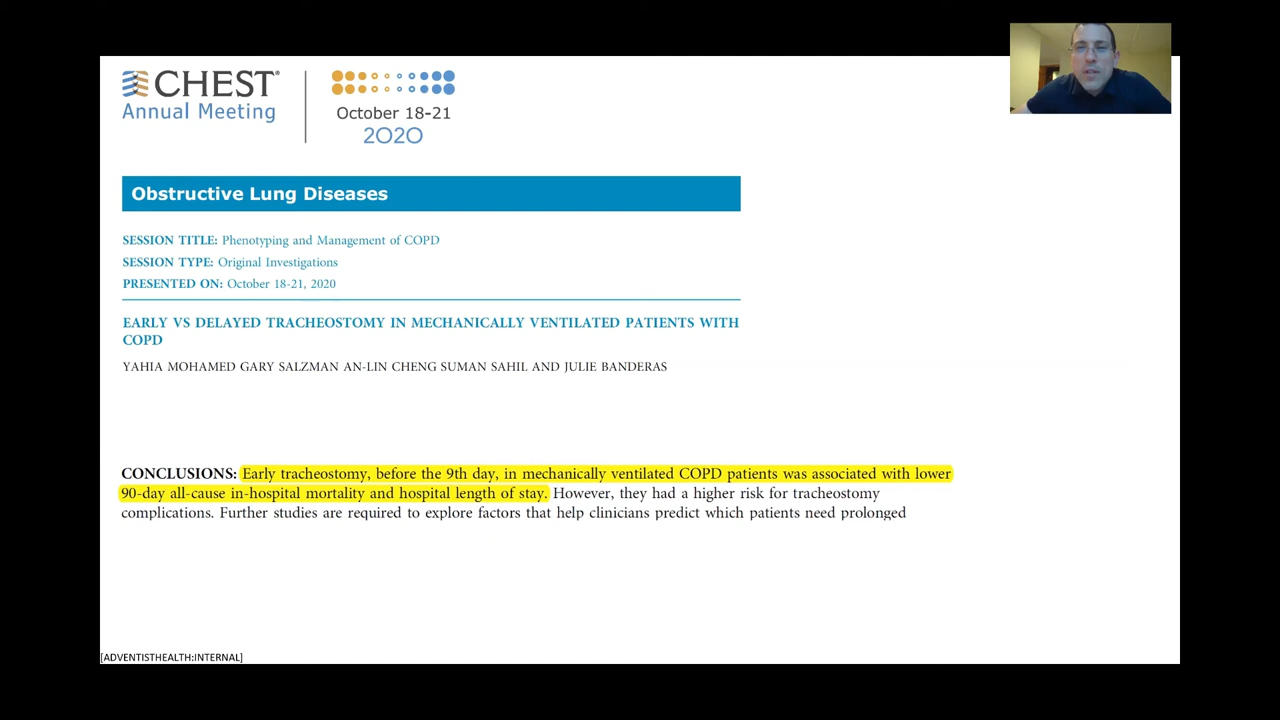 CHEST®
Annual Meeting
October 18-21
2020
Obstructive Lung Diseases
SESSION TITLE: Phenotyping and Management of COPD
SESSION TYPE: Original Investigations
PRESENTED ON: October 18-21, 2020
EARLY VS DELAYED TRACHEOSTOMY IN MECHANICALLY VENTILATED PATIENTS WITH
COPD
YAHIA MOHAMED GARY SALZMAN AN-LIN CHENG SUMAN SAHIL AND JULIE BANDERAS
CONCLUSIONS: Early tracheostomy, before the 9th day, in mechanically ventilated COPD patients was associated with lower
90-day all-cause in-hospital mortality and hospital length of stay. However, they had a higher risk for tracheostomy
complications. Further studies are required to explore factors that help clinicians predict which patients need prolonged
[ADVENTISTHEALTH:INTERNAL]